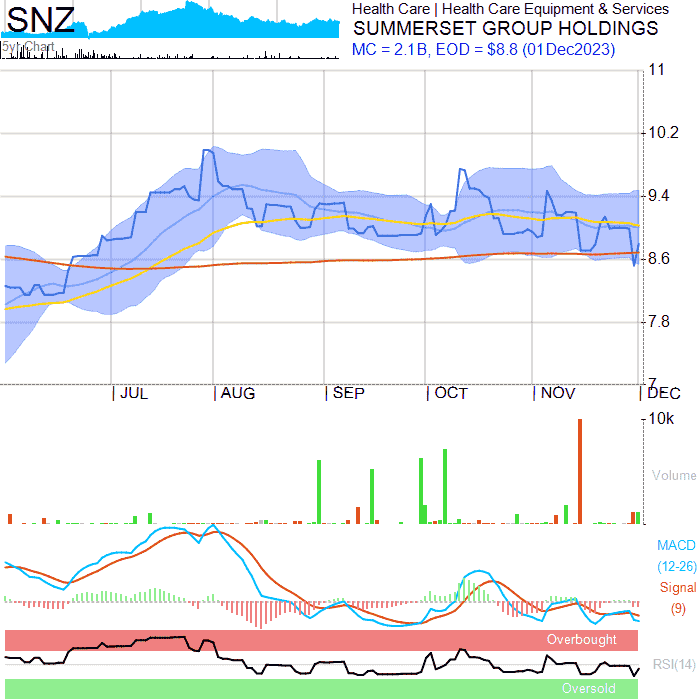 SNZ
5yr Chart
Health Care | Health Care Equipment & Services
SUMMERSET GROUP HOLDINGS
MC = 2.1B, EOD = $8.8 (01Dec2023)
11
10.2
9.4
8.6
7.8
7
JUL
AUG
SEP
OCT
NOV
DEC
10k
Volume
MACD
(12-26)
Signal
(9)
Overbought
RSI(14)
Oversold